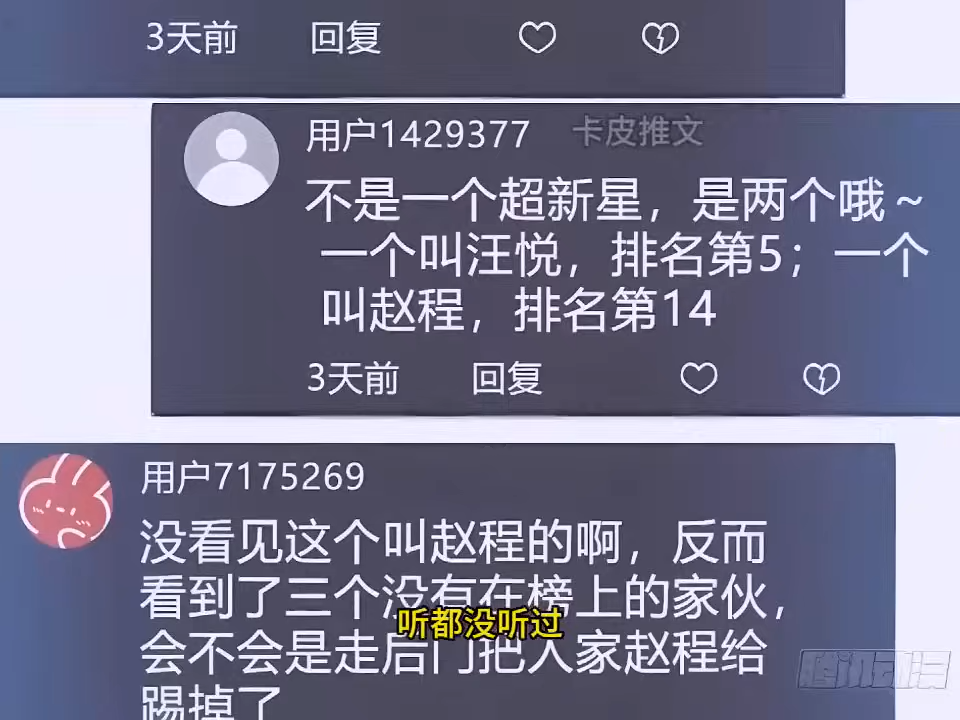 3天前 回复
用户1429377 卡皮推文
不是一个超新星，是两个哦～
一个叫汪悦，排名第5；一个
叫赵程，排名第14
3天前 回复
用户7175269
没看见这个叫赵程的啊，反而
看到了三个没有在榜上的家伙，
听都没听过
会不会是走后门把人家赵程给
踢掉了
腾讯动漫